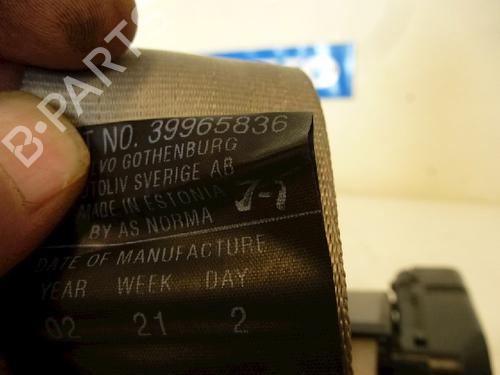 B-PARTS
T NO. 39965836
VO GOTHENBURG
TOLIV SVERIGE AB
MADE IN ESTONIA 7-1
BY AS NORMA
DATE OF MANUFACTURE
YEAR WEEK DAY
02 21 2